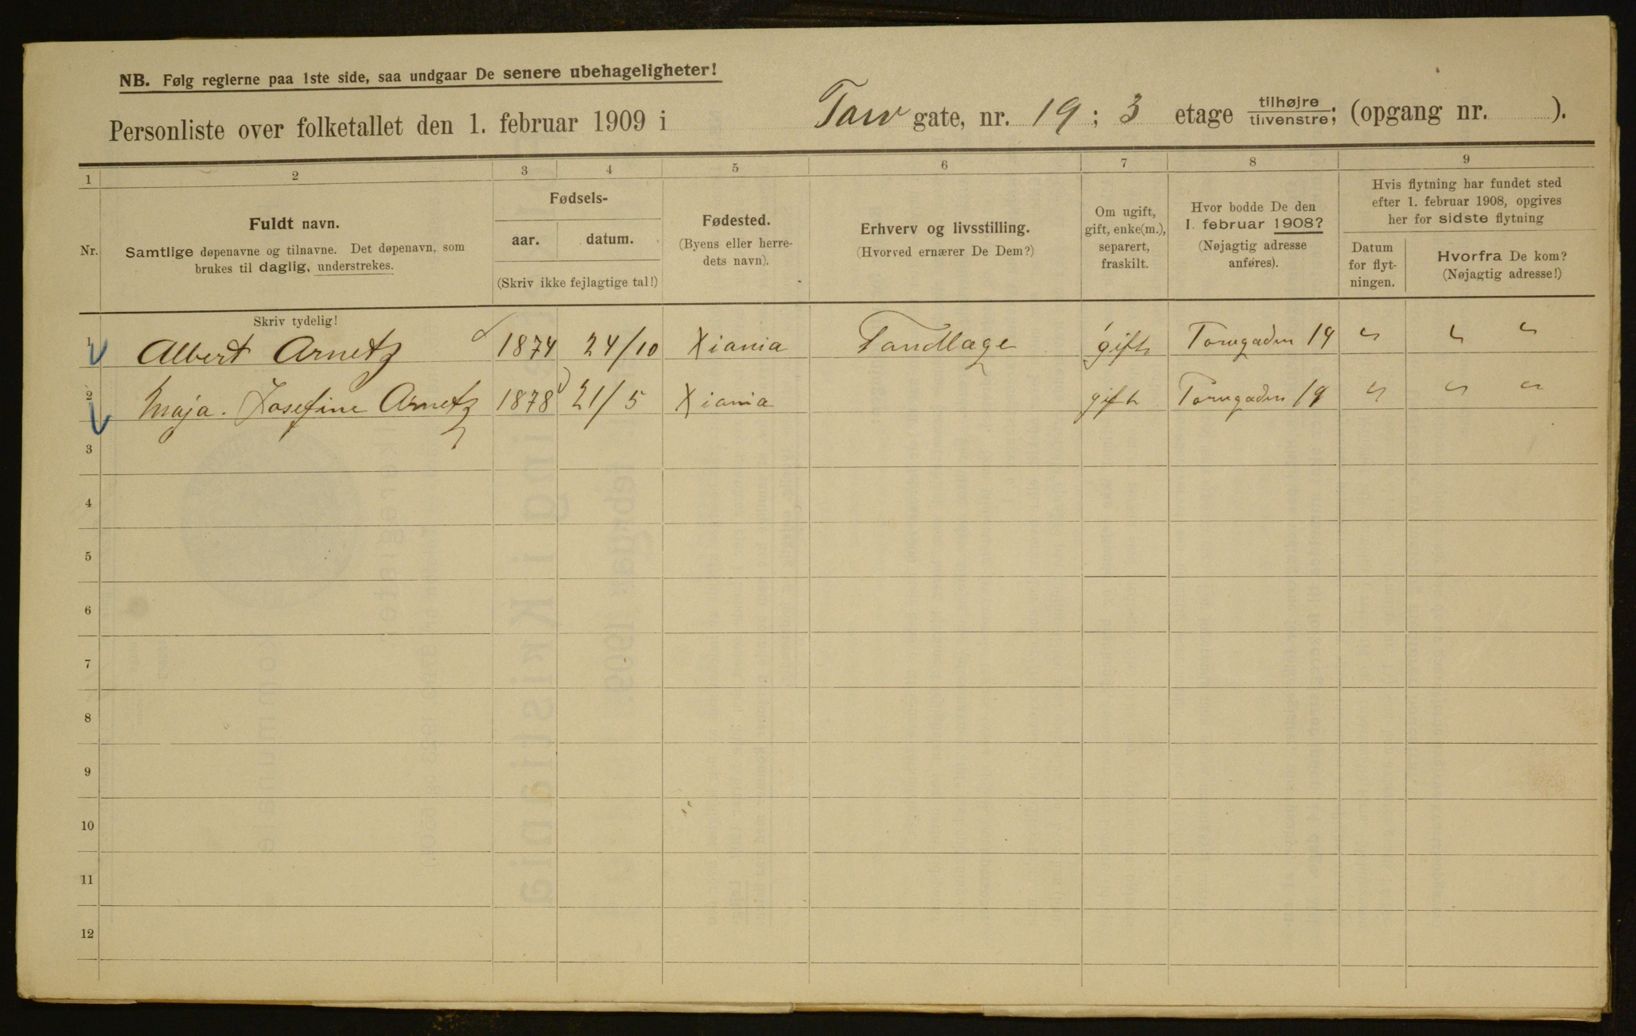 NB. Følg reglerne paa 1ste side, saa undgaar De senere ubehageligheter!
Personliste over folketallet den 1. februar 1909 i Torv gate, nr. 19; 3 etage tilhøjre; tilvenstre; (opgang nr. ).
1 2 3 4 5 6 7 8 9
Nr.
Fuldt navn.
Samtlige døpenavne og tilnavne. Det døpenavn, som
brukes til daglig, understrekes.
Skriv tydelig!
Fødsels-
aar. datum.
(Skriv ikke fejlagtige tal!)
Fødested.
(Byens eller herre-
dets navn).
Erhverv og livsstilling.
(Hvorved ernærer De Dem?)
Om ugift,
gift, enke(m.),
separert,
fraskilt.
Hvor bodde De den
1. februar 1908?
(Nøjagtig adresse
anføres).
Hvis flytning har fundet sted
efter 1. februar 1908, opgives
her for sidste flytning
Datum
for flyt-
ningen.
Hvorfra De kom?
(Nøjagtig adresse!)
1 Albert Arnetz 1874 24/10 Xiania Tandlæge gift Torvgaden 19 " " "
2 Maja. Josefine Arnetz 1878 21/5 Xiania gift Torvgaden 19 " " "
3
4
5
6
7
8
9
10
11
12